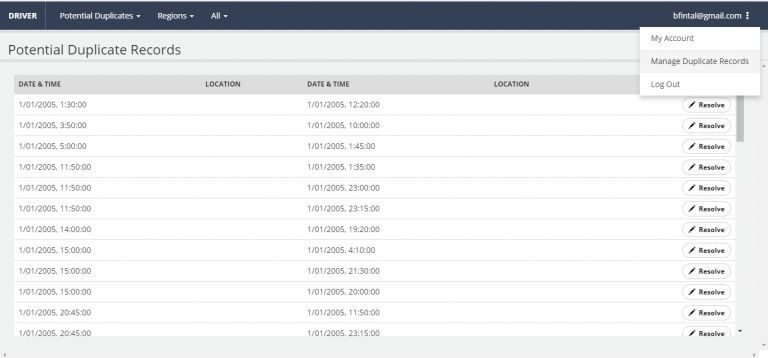 DRIVER Potential Duplicates Regions All bfintal@gmail.com
My Account
Manage Duplicate Records
Log Out
Potential Duplicate Records
DATE & TIME LOCATION DATE & TIME LOCATION
1/01/2005, 1:30:00 1/01/2005, 12:20:00 Resolve
1/01/2005, 3:50:00 1/01/2005, 10:00:00 Resolve
1/01/2005, 5:00:00 1/01/2005, 1:45:00 Resolve
1/01/2005, 11:50:00 1/01/2005, 1:35:00 Resolve
1/01/2005, 11:50:00 1/01/2005, 23:00:00 Resolve
1/01/2005, 11:50:00 1/01/2005, 23:15:00 Resolve
1/01/2005, 14:00:00 1/01/2005, 19:20:00 Resolve
1/01/2005, 15:00:00 1/01/2005, 4:10:00 Resolve
1/01/2005, 15:00:00 1/01/2005, 21:30:00 Resolve
1/01/2005, 15:00:00 1/01/2005, 20:00:00 Resolve
1/01/2005, 20:45:00 1/01/2005, 11:50:00 Resolve
1/01/2005, 20:45:00 1/01/2005, 23:15:00 Resolve